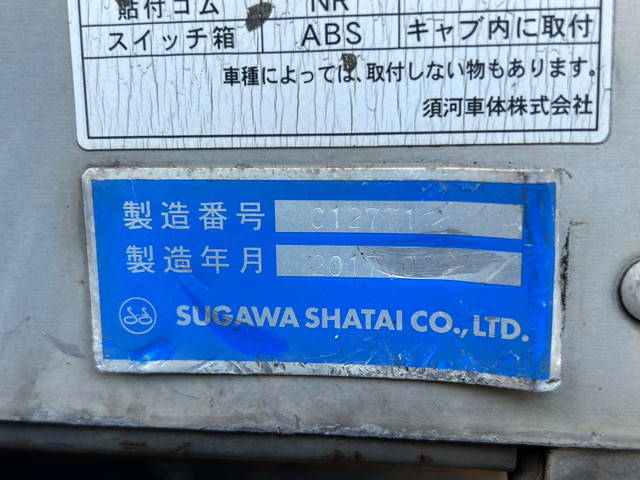 貼付ゴム NR
スイッチ箱 ABS キャブ内に取付
車種によっては、取付しない物もあります。
須河車体株式会社
製造番号
製造年月
SUGAWA SHATAI CO., LTD.